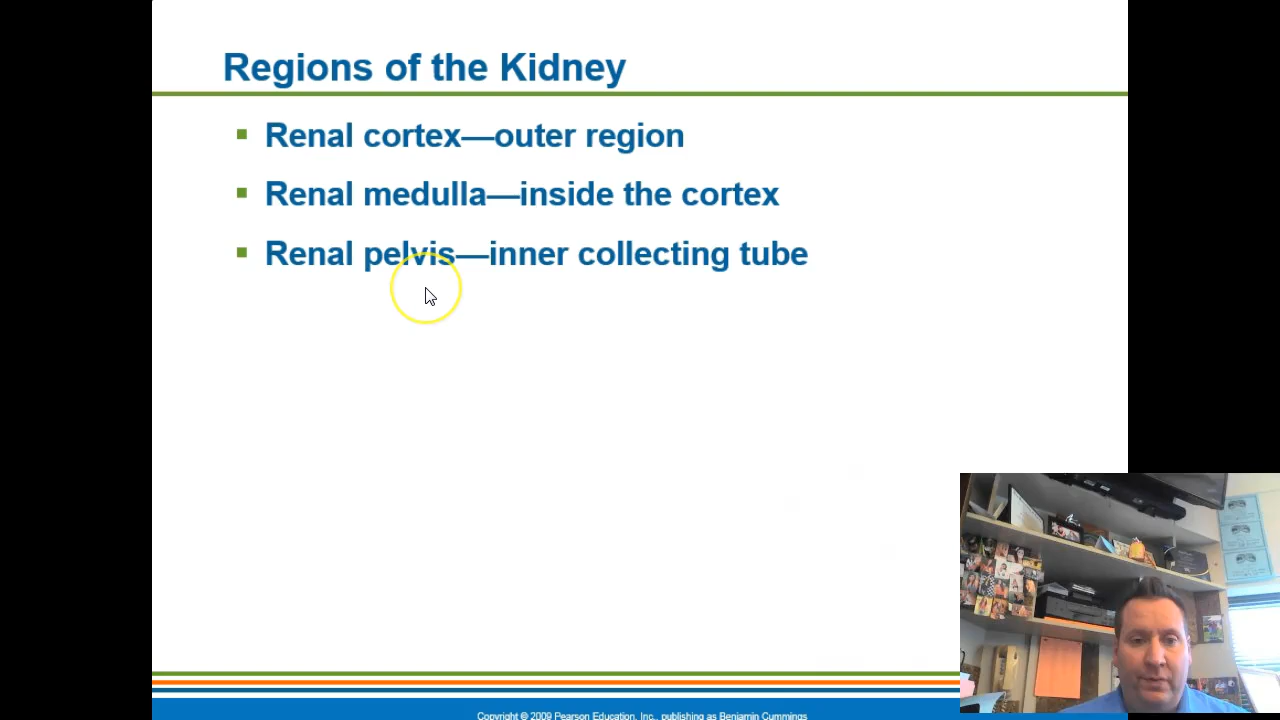 Regions of the Kidney
Renal cortex—outer region
Renal medulla—inside the cortex
Renal pelvis—inner collecting tube
Copyright © 2009 Pearson Education, Inc., publishing as Benjamin Cummings